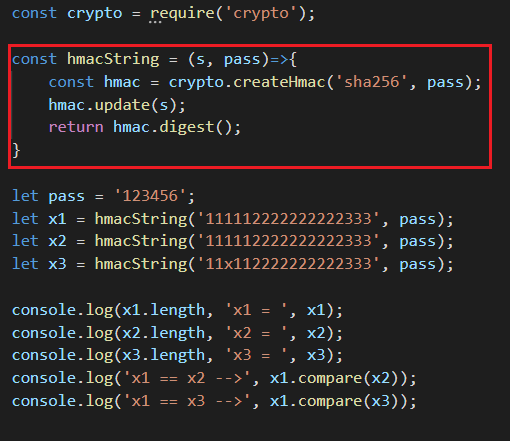 const crypto = require('crypto');
const hmacString = (s, pass)=>{
    const hmac = crypto.createHmac('sha256', pass);
    hmac.update(s);
    return hmac.digest();
}
let pass = '123456';
let x1 = hmacString('111112222222222333', pass);
let x2 = hmacString('111112222222222333', pass);
let x3 = hmacString('11x112222222222333', pass);
console.log(x1.length, 'x1 = ', x1);
console.log(x2.length, 'x2 = ', x2);
console.log(x3.length, 'x3 = ', x3);
console.log('x1 == x2 -->', x1.compare(x2));
console.log('x1 == x3 -->', x1.compare(x3));